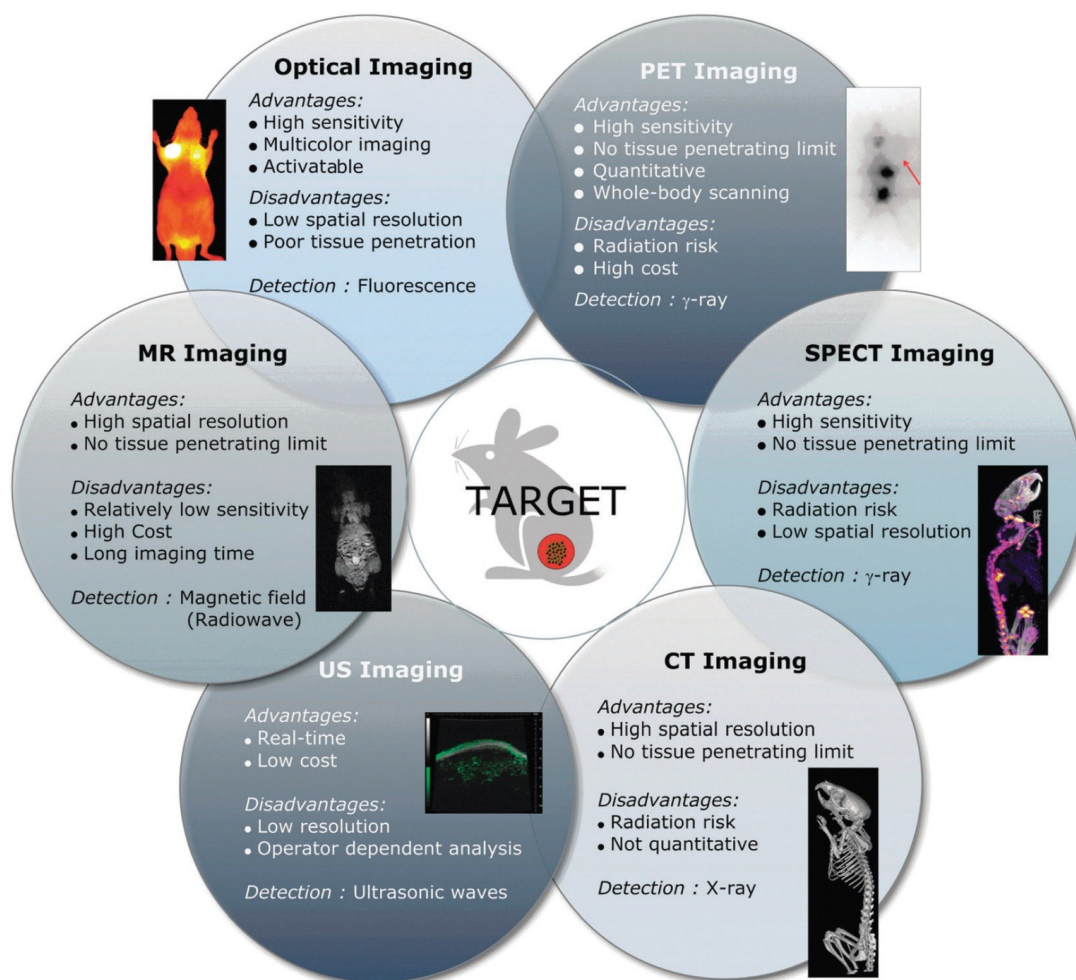 Optical Imaging
Advantages:
● High sensitivity
● Multicolor imaging
● Activatable
Disadvantages:
● Low spatial resolution
● Poor tissue penetration
Detection : Fluorescence
PET Imaging
Advantages:
● High sensitivity
● No tissue penetrating limit
● Quantitative
● Whole-body scanning
Disadvantages:
● Radiation risk
● High cost
Detection : γ-ray
MR Imaging
Advantages:
● High spatial resolution
● No tissue penetrating limit
Disadvantages:
● Relatively low sensitivity
● High Cost
● Long imaging time
Detection : Magnetic field
(Radiowave)
TARGET
SPECT Imaging
Advantages:
● High sensitivity
● No tissue penetrating limit
Disadvantages:
● Radiation risk
● Low spatial resolution
Detection : γ-ray
US Imaging
Advantages:
● Real-time
● Low cost
Disadvantages:
● Low resolution
● Operator dependent analysis
Detection : Ultrasonic waves
CT Imaging
Advantages:
● High spatial resolution
● No tissue penetrating limit
Disadvantages:
● Radiation risk
● Not quantitative
Detection : X-ray